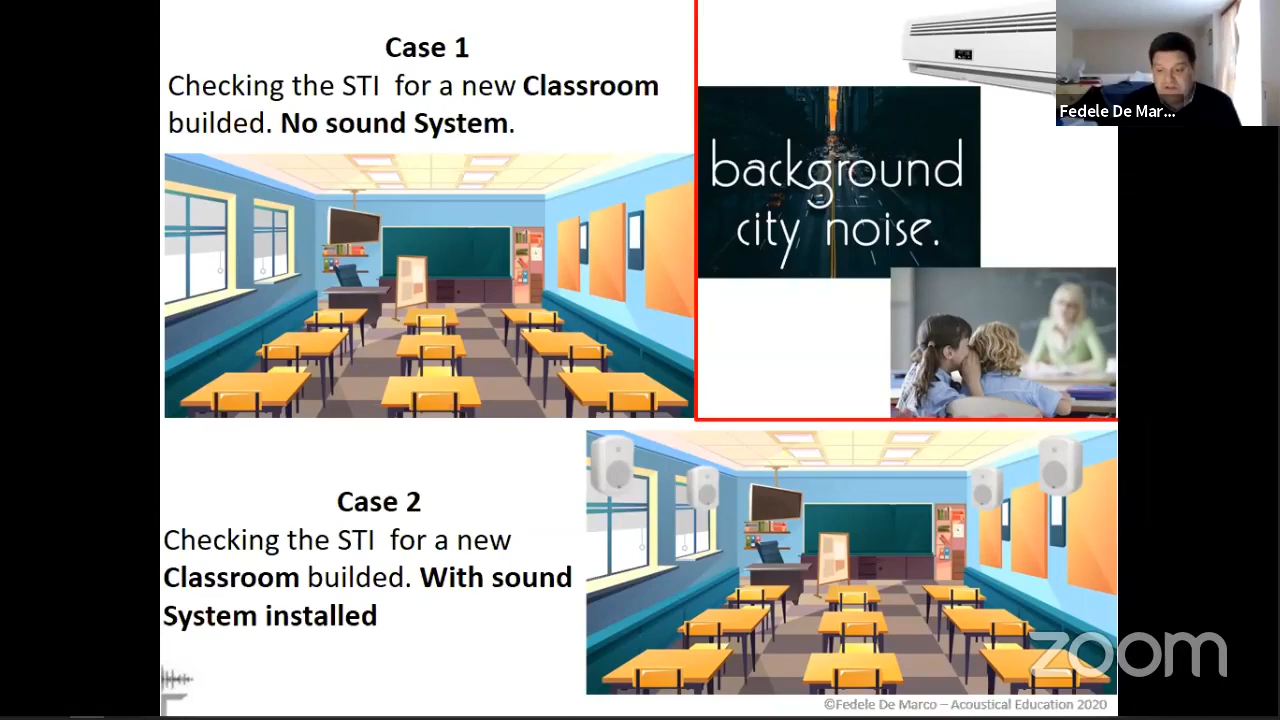 Case 1
Checking the STI for a new Classroom
builded. No sound System.
background
city noise.
Fedele De Mar...
Case 2
Checking the STI for a new
Classroom builded. With sound
System installed
zoom
©Fedele De Marco – Acoustical Education 2020